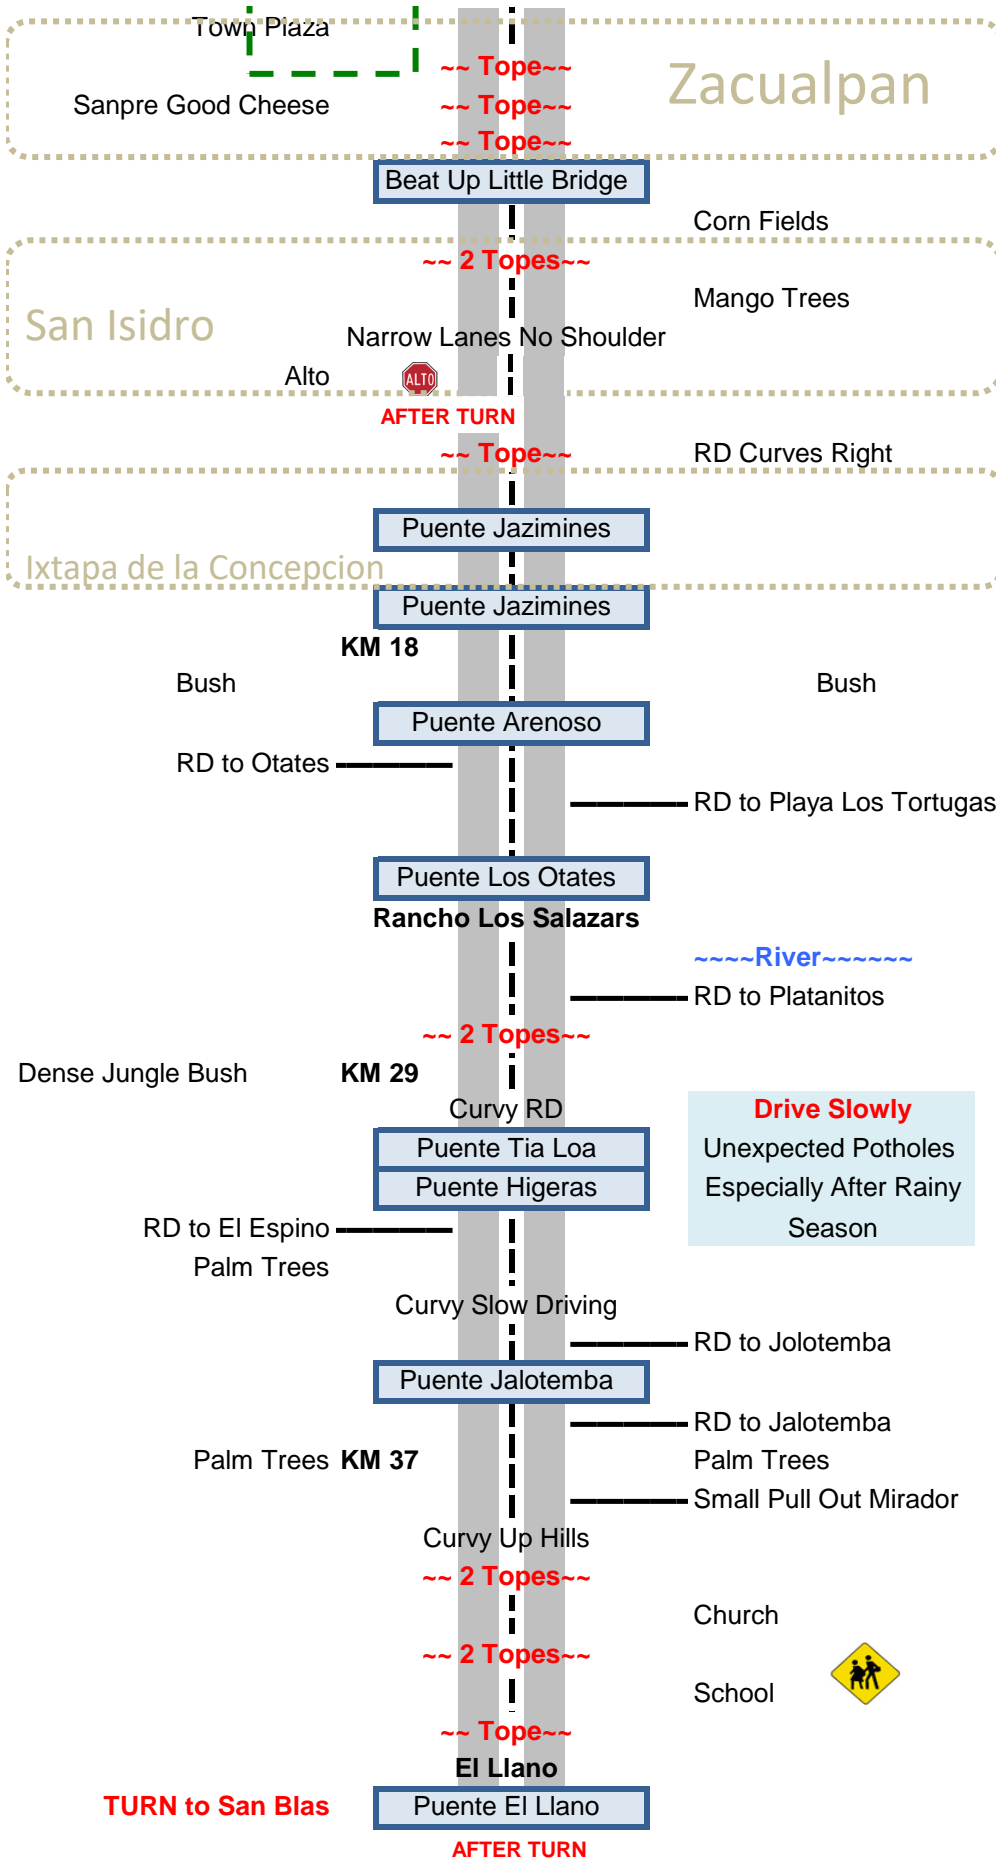 Town Plaza
~~ Tope~~
Zacualpan
Sanpre Good Cheese
~~ Tope~~
~~ Tope~~
Beat Up Little Bridge
Corn Fields
~~ 2 Topes~~
Mango Trees
San Isidro
Narrow Lanes No Shoulder
Alto
ALTO
AFTER TURN
~~ Tope~~
RD Curves Right
Puente Jazimines
Ixtapa de la Concepcion
Puente Jazimines
KM 18
Bush
Bush
Puente Arenoso
RD to Otates
RD to Playa Los Tortugas
Puente Los Otates
Rancho Los Salazars
~~~~River~~~~~~
RD to Platanitos
~~ 2 Topes~~
Dense Jungle Bush
KM 29
Curvy RD
Drive Slowly
Puente Tia Loa
Unexpected Potholes
Puente Higeras
Especially After Rainy
Season
RD to El Espino
Palm Trees
Curvy Slow Driving
RD to Jolotemba
Puente Jalotemba
RD to Jalotemba
Palm Trees
KM 37
Palm Trees
Small Pull Out Mirador
Curvy Up Hills
~~ 2 Topes~~
Church
~~ 2 Topes~~
School
~~ Tope~~
El Llano
TURN to San Blas
Puente El Llano
AFTER TURN